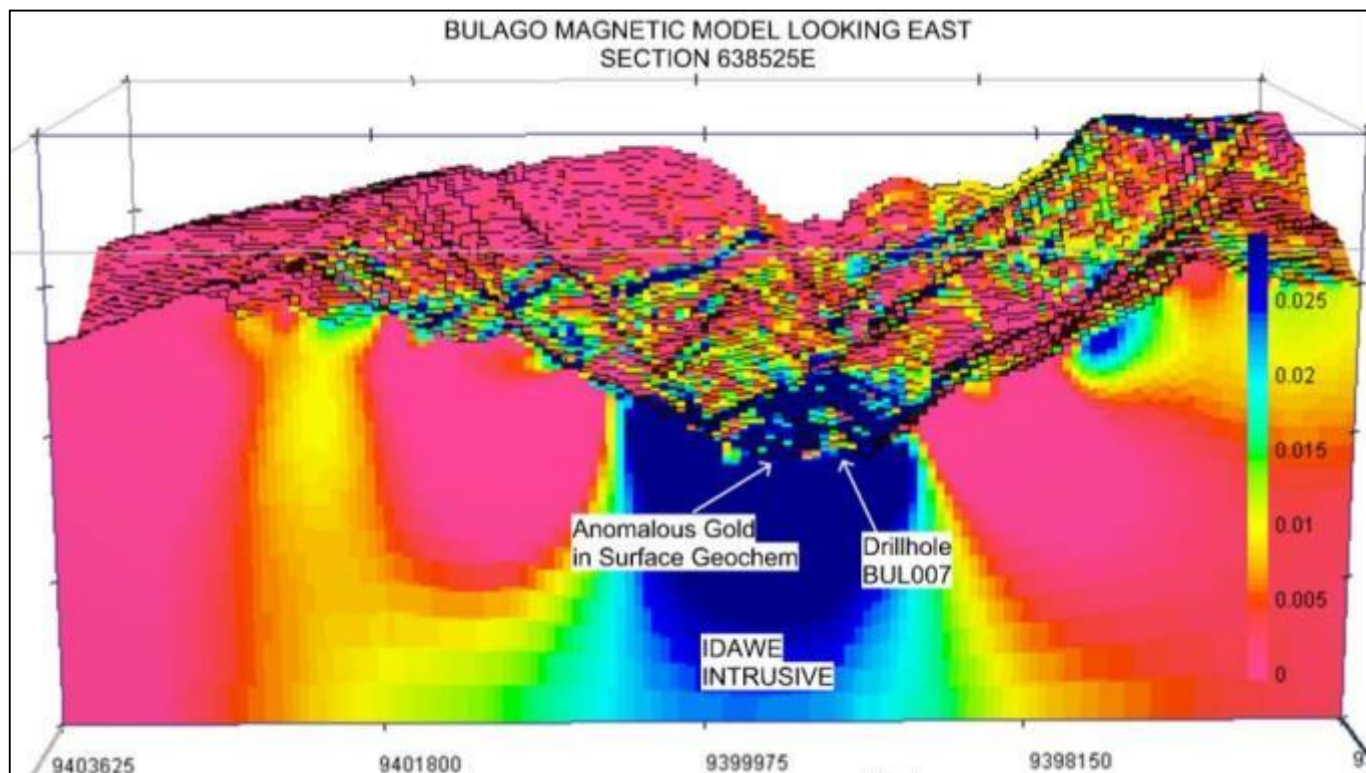 BULAGO MAGNETIC MODEL LOOKING EAST
SECTION 638525E
0.025
0.02
0.015
0.01
0.005
0
Anomalous Gold
in Surface Geochem
Drillhole
BUL007
IDAWE
INTRUSIVE
9403625
9401800
9399975
9398150